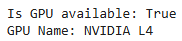 Is GPU available: True
GPU Name: NVIDIA L4